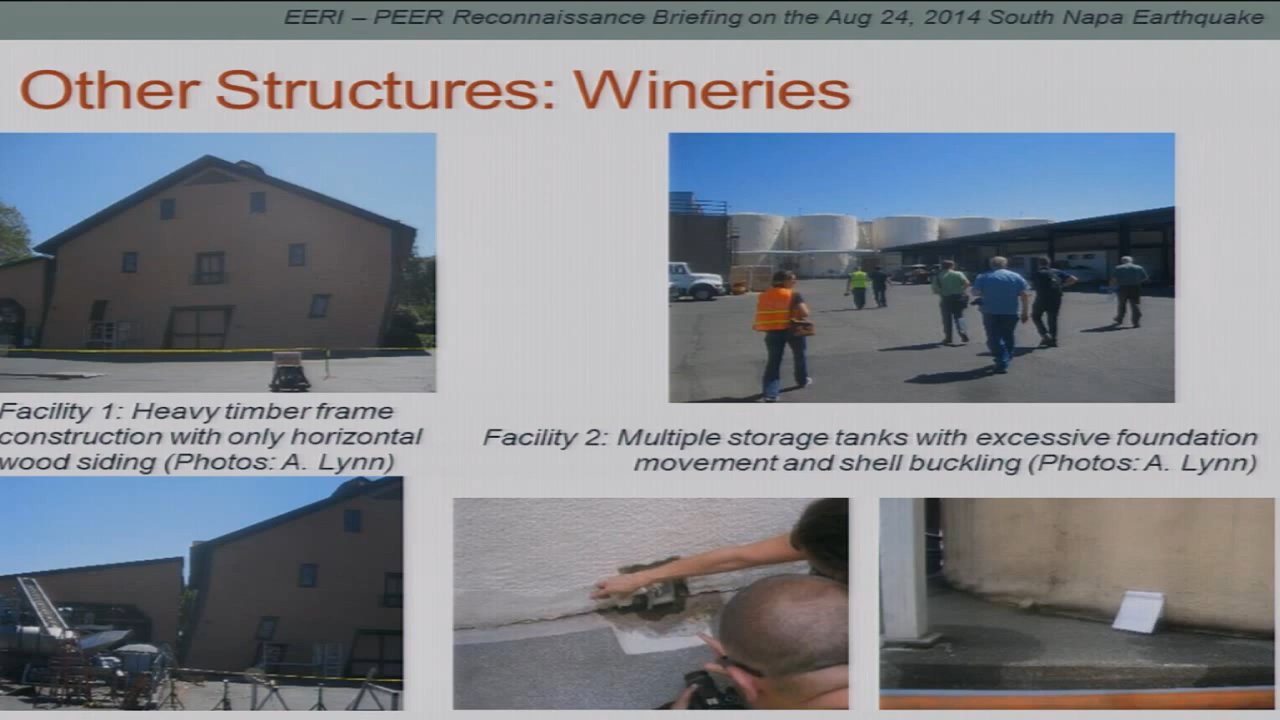 EERI – PEER Reconnaissance Briefing on the Aug 24, 2014 South Napa Earthquake
Other Structures: Wineries
Facility 1: Heavy timber frame
construction with only horizontal
wood siding (Photos: A. Lynn)
Facility 2: Multiple storage tanks with excessive foundation
movement and shell buckling (Photos: A. Lynn)